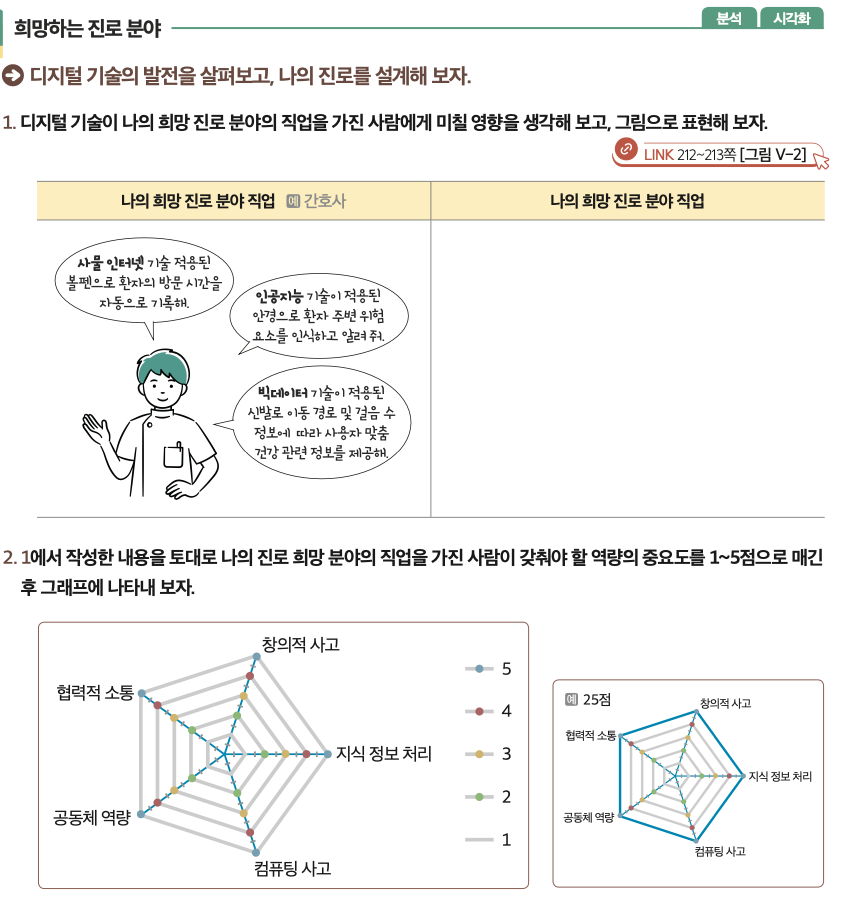 희망하는 진로 분야
분석
시각화
디지털 기술의 발전을 살펴보고, 나의 진로를 설계해 보자.
1. 디지털 기술이 나의 희망 진로 분야의 직업을 가진 사람에게 미칠 영향을 생각해 보고, 그림으로 표현해 보자.
LINK 212~213쪽 [그림 V-2]
나의 희망 진로 분야 직업 예 간호사
나의 희망 진로 분야 직업
사물 인터넷 기술 적용된
볼펜으로 환자의 방문 시간을
자동으로 기록해.
인공지능 기술이 적용된
안경으로 환자 주변 위험
요소를 인식하고 알려 줘.
빅데이터 기술이 적용된
신발로 이동 경로 및 걸음 수
정보에 따라 사용자 맞춤
건강 관련 정보를 제공해.
2. 1에서 작성한 내용을 토대로 나의 진로 희망 분야의 직업을 가진 사람이 갖춰야 할 역량의 중요도를 1~5점으로 매긴
후 그래프에 나타내 보자.
창의적 사고
협력적 소통
지식 정보 처리
공동체 역량
컴퓨팅 사고
5
4
3
2
1
예 25점
창의적 사고
협력적 소통
지식 정보 처리
공동체 역량
컴퓨팅 사고